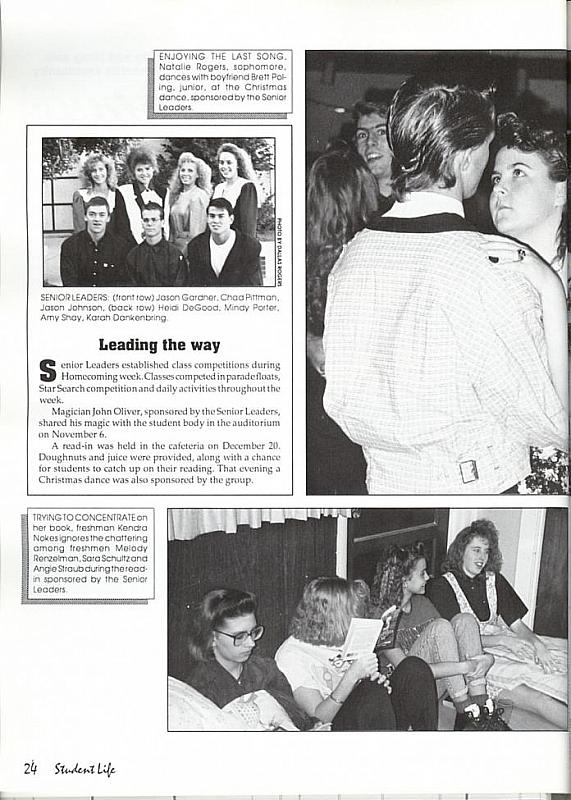 ENJOYING THE LAST SONG,
Natalie Rogers, sophomore,
dances with boyfriend Brett Pol-
ing, junior, at the Christmas
dance, sponsored by the Senior
Leaders.
PHOTO BY DALLAS ROGERS
SENIOR LEADERS: (front row) Jason Gardner, Chad Pittman,
Jason Johnson, (back row) Heidi DeGood, Mindy Porter,
Amy Shay, Karah Dankenbring.
Leading the way
Senior Leaders established class competitions during
Homecoming week. Classes competed in parade floats,
Star Search competition and daily activities throughout the
week.
Magician John Oliver, sponsored by the Senior Leaders,
shared his magic with the student body in the auditorium
on November 6.
A read-in was held in the cafeteria on December 20.
Doughnuts and juice were provided, along with a chance
for students to catch up on their reading. That evening a
Christmas dance was also sponsored by the group.
TRYING TO CONCENTRATE on
her book, freshman Kendra
Nokes ignores the chattering
among freshmen Melody
Renzelman, Sara Schultz and
Angie Straub during the read-
in sponsored by the Senior
Leaders.
24 Student Life